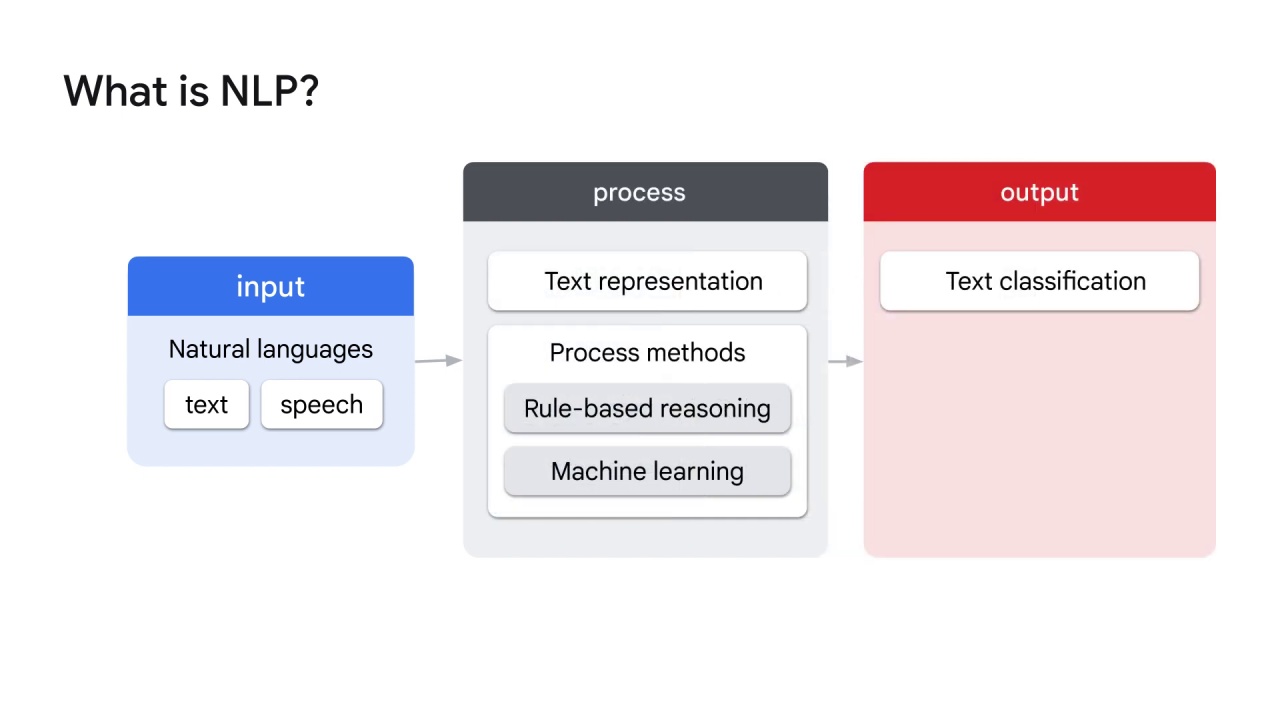 What is NLP?
input
Natural languages
text
speech
process
Text representation
Process methods
Rule-based reasoning
Machine learning
output
Text classification